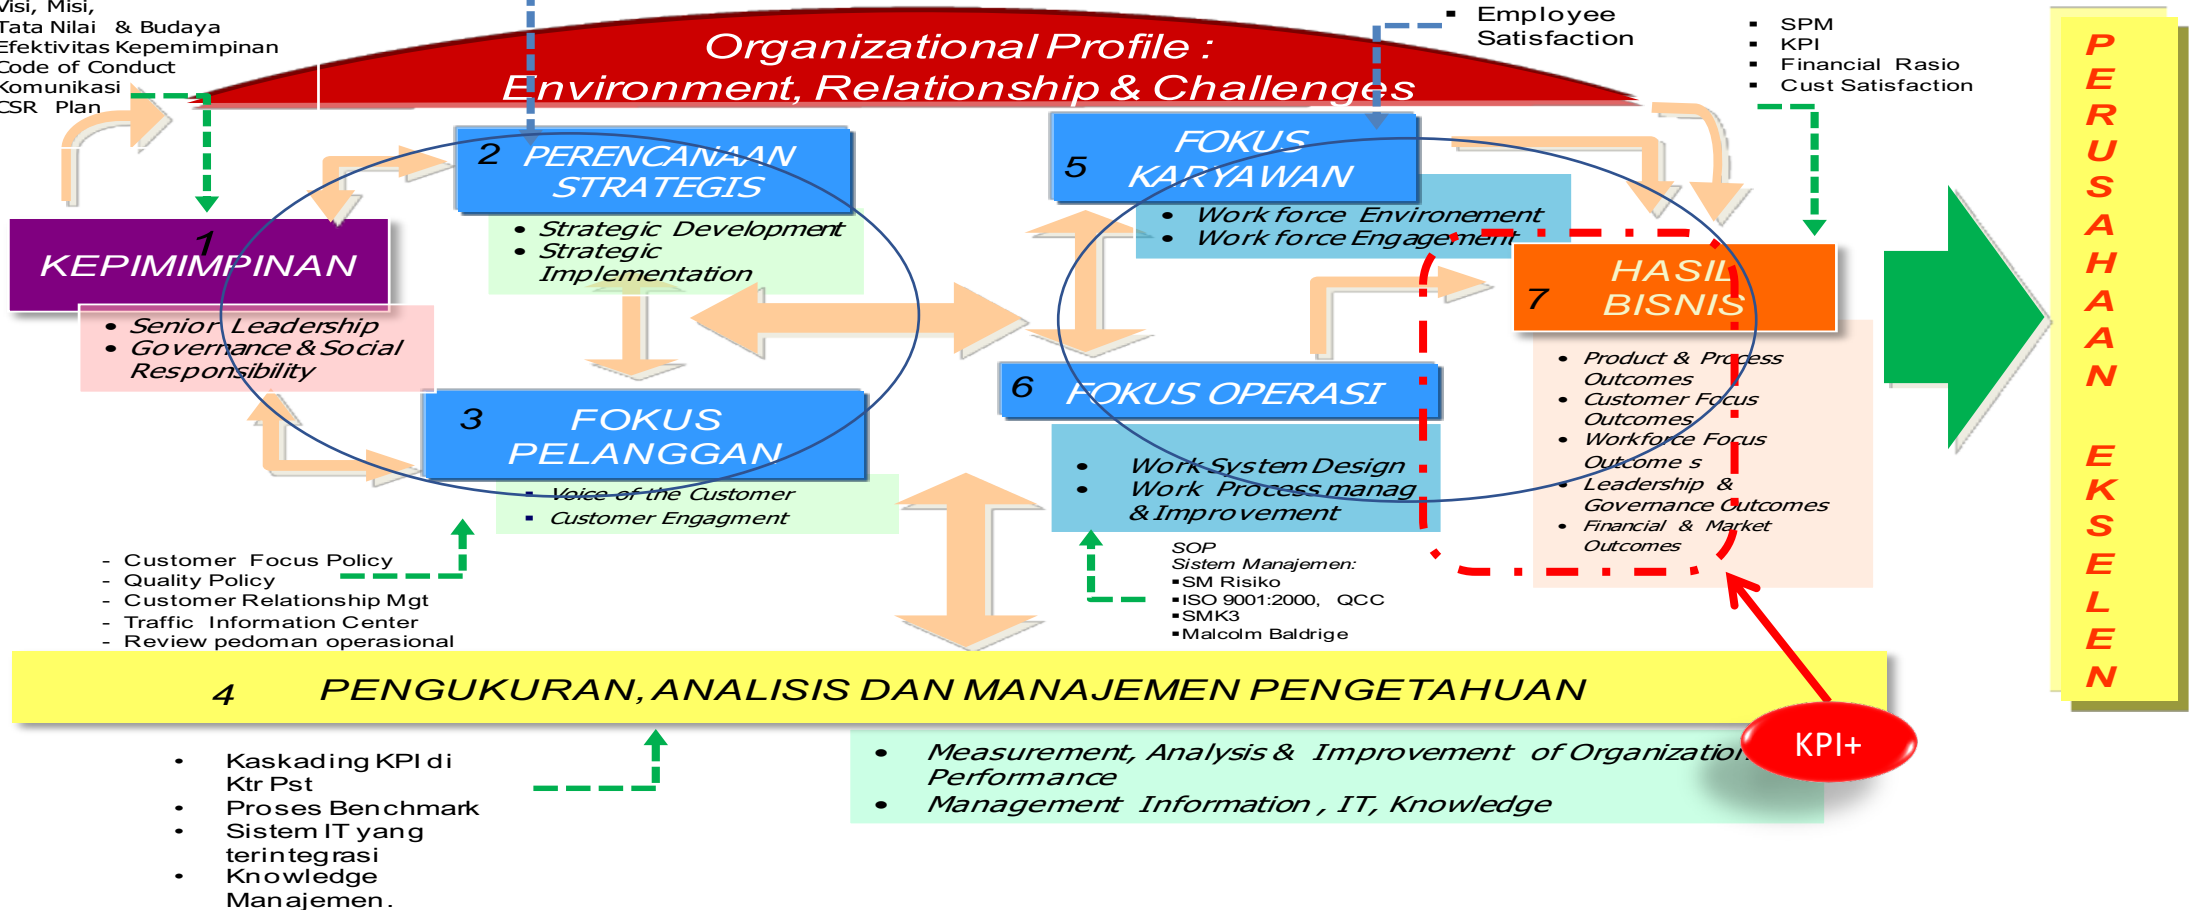 Visi, Misi,
Tata Nilai & Budaya
Efektivitas Kepemimpinan
Code of Conduct
Komunikasi
CSR Plan
Organizational Profile :
Environment, Relationship & Challenges
▪ Employee
Satisfaction
▪ SPM
▪ KPI
▪ Financial Rasio
▪ Cust Satisfaction
1
KEPIMIMPINAN
• Senior Leadership
• Governance & Social
Responsibility
2 PERENCANAAN
STRATEGIS
• Strategic Development
• Strategic
Implementation
3 FOKUS
PELANGGAN
▪ Voice of the Customer
▪ Customer Engagment
- Customer Focus Policy
- Quality Policy
- Customer Relationship Mgt
- Traffic Information Center
- Review pedoman operasional
5 FOKUS
KARYAWAN
• Work force Environement
• Work force Engagement
6 FOKUS OPERASI
• Work System Design
• Work Process manag
& Improvement
SOP
Sistem Manajemen:
▪SM Risiko
▪ISO 9001:2000, QCC
▪SMK3
▪Malcolm Baldrige
7 HASIL
BISNIS
• Product & Process
Outcomes
• Customer Focus
Outcomes
• Workforce Focus
Outcome s
• Leadership &
Governance Outcomes
• Financial & Market
Outcomes
4 PENGUKURAN, ANALISIS DAN MANAJEMEN PENGETAHUAN
• Kaskading KPI di
Ktr Pst
• Proses Benchmark
• Sistem IT yang
terintegrasi
• Knowledge
Manajemen.
• Measurement, Analysis & Improvement of Organization
Performance
• Management Information , IT, Knowledge
KPI+
PERUSAHAAN EKSELEN